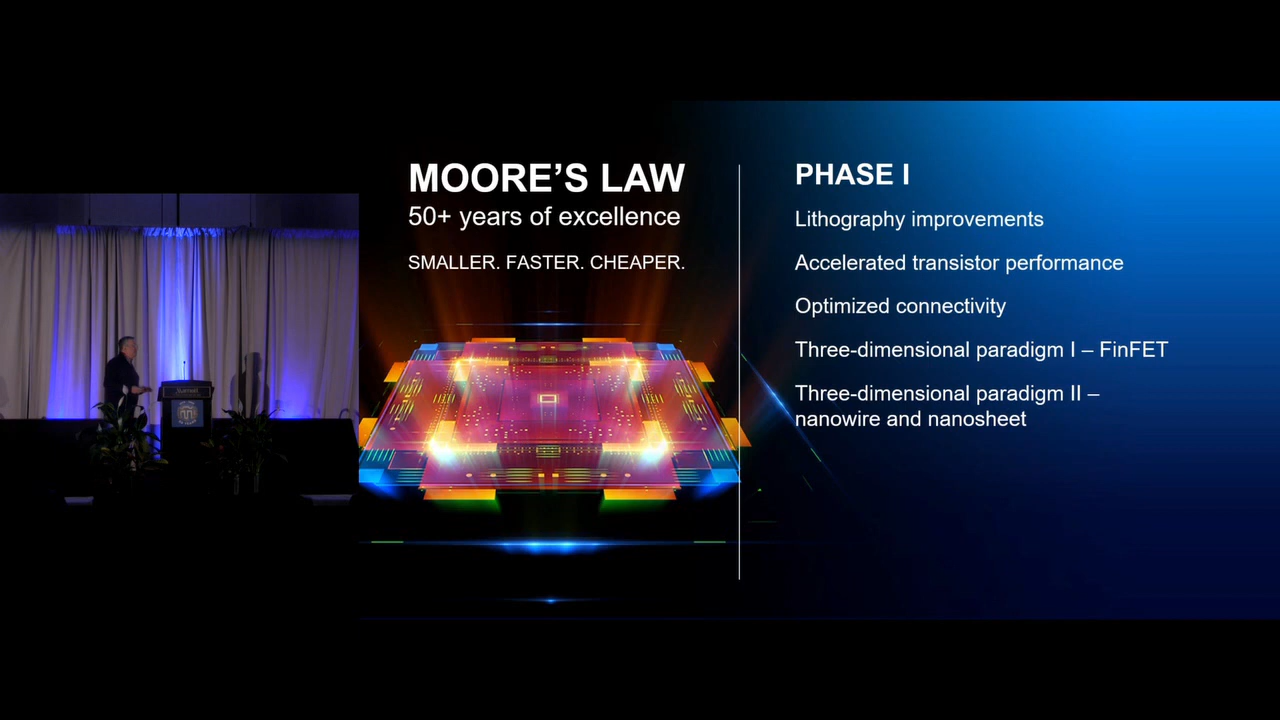 MOORE’S LAW
50+ years of excellence
SMALLER. FASTER. CHEAPER.
PHASE I
Lithography improvements
Accelerated transistor performance
Optimized connectivity
Three-dimensional paradigm I – FinFET
Three-dimensional paradigm II –
nanowire and nanosheet